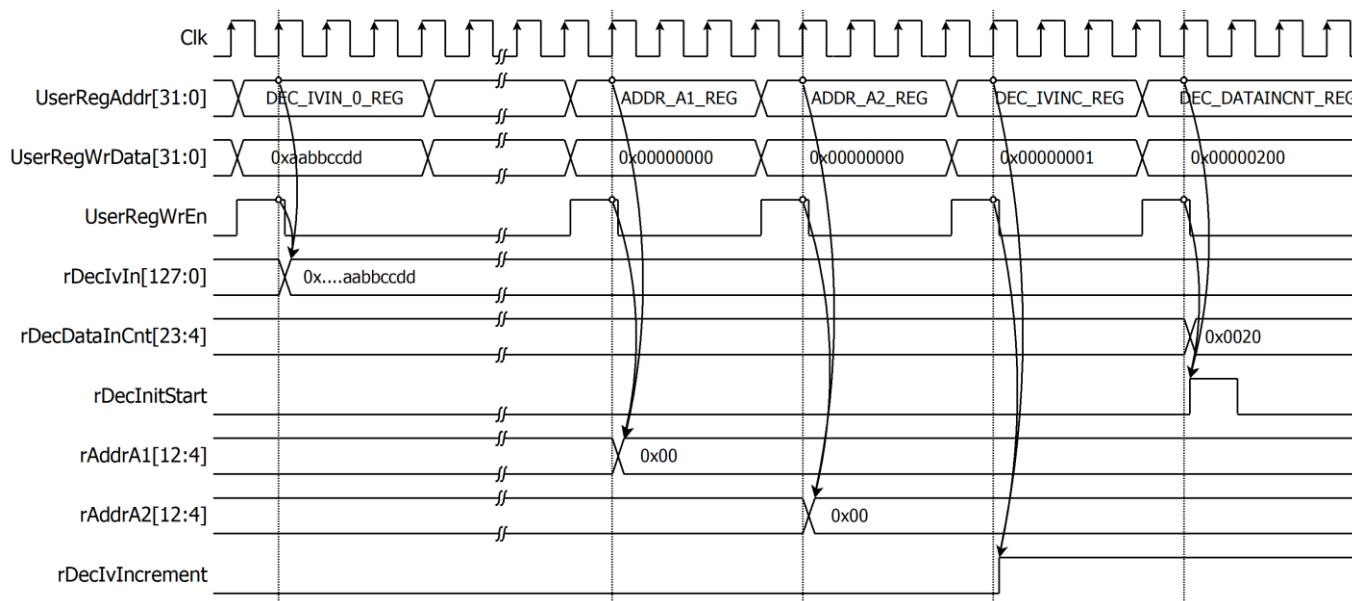 Clk
UserRegAddr[31:0] DEC_IVIN_0_REG ADDR_A1_REG ADDR_A2_REG DEC_IVINC_REG DEC_DATAINCNT_REG
UserRegWrData[31:0] 0xaabbccdd 0x00000000 0x00000000 0x00000001 0x00000200
UserRegWrEn
rDecIvIn[127:0] 0x....aabbccdd
rDecDataInCnt[23:4] 0x0020
rDecInitStart
rAddrA1[12:4] 0x00
rAddrA2[12:4] 0x00
rDecIvIncrement